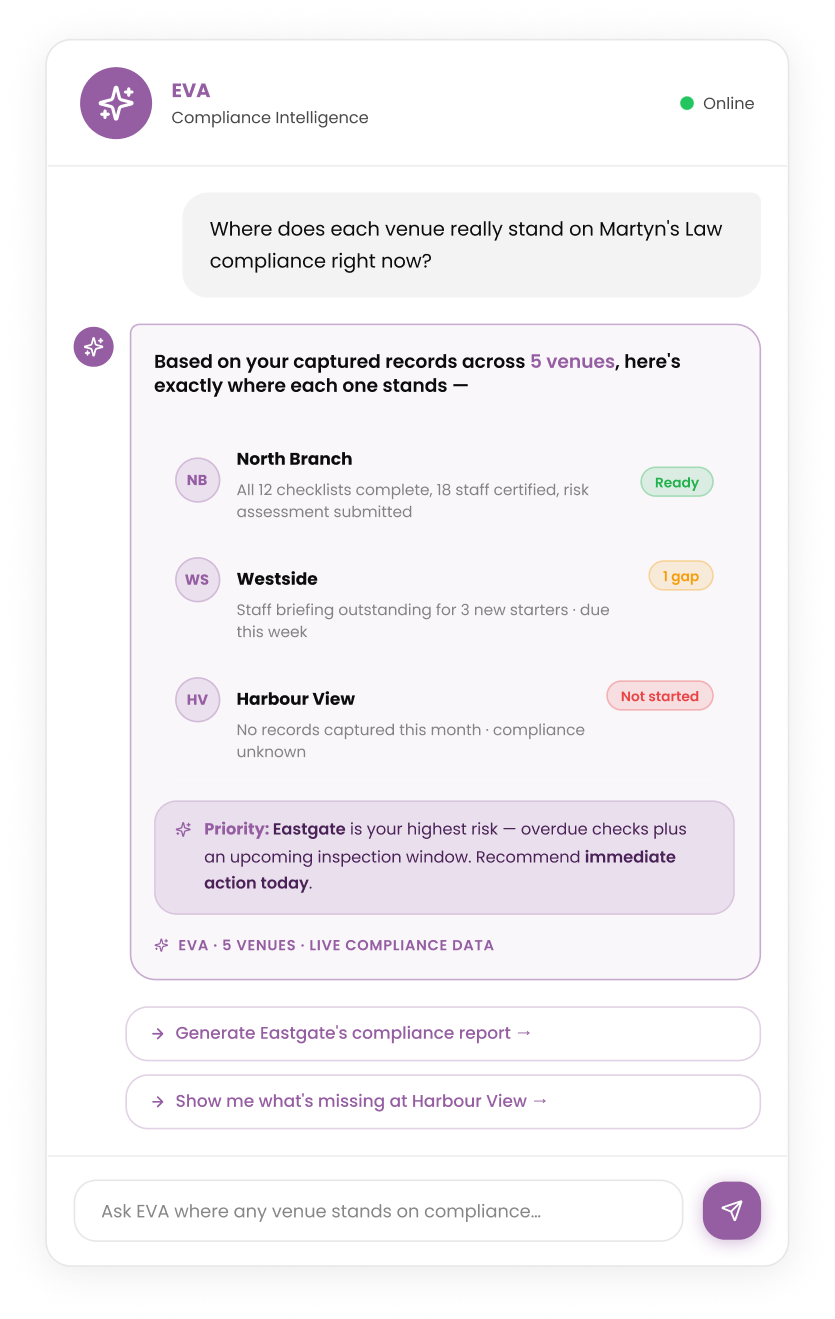 EVA
Compliance Intelligence
Online
Where does each venue really stand on Martyn's Law
compliance right now?
Based on your captured records across 5 venues, here's
exactly where each one stands —
NB
North Branch
All 12 checklists complete, 18 staff certified, risk
assessment submitted
Ready
WS
Westside
Staff briefing outstanding for 3 new starters · due
this week
1 gap
HV
Harbour View
No records captured this month · compliance
unknown
Not started
Priority: Eastgate is your highest risk — overdue checks plus
an upcoming inspection window. Recommend immediate
action today.
EVA · 5 VENUES · LIVE COMPLIANCE DATA
→ Generate Eastgate's compliance report →
→ Show me what's missing at Harbour View →
Ask EVA where any venue stands on compliance...